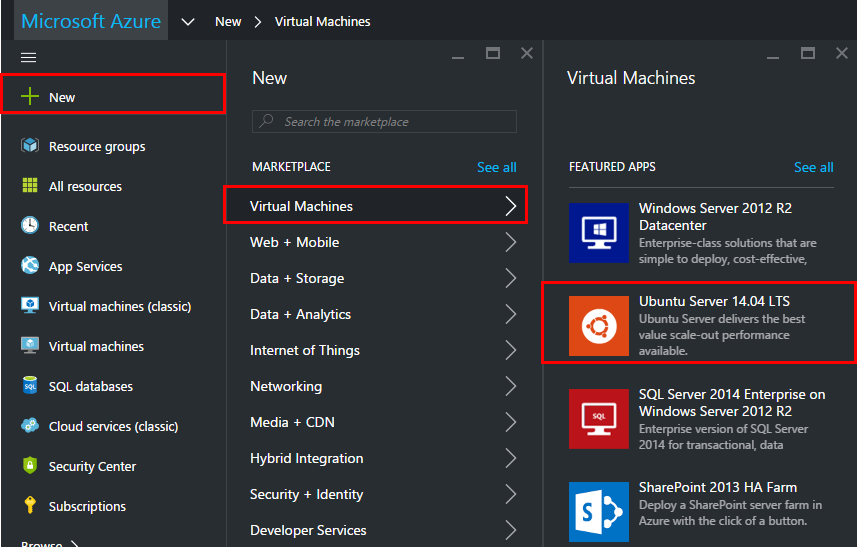 Microsoft Azure
New
Virtual Machines
New
Resource groups
All resources
Recent
App Services
Virtual machines (classic)
Virtual machines
SQL databases
Cloud services (classic)
Security Center
Subscriptions
Browse
New
Search the marketplace
MARKETPLACE
See all
Virtual Machines
Web + Mobile
Data + Storage
Data + Analytics
Internet of Things
Networking
Media + CDN
Hybrid Integration
Security + Identity
Developer Services
Virtual Machines
FEATURED APPS
See all
Windows Server 2012 R2
Datacenter
Enterprise-class solutions that are
simple to deploy, cost-effective,
Ubuntu Server 14.04 LTS
Ubuntu Server delivers the best
value scale-out performance
available.
SQL
SQL Server 2014 Enterprise on
Windows Server 2012 R2
Enterprise version of SQL Server
2014 for transactional, data
S
SharePoint 2013 HA Farm
Deploy a SharePoint server farm in
Azure with the click of a button.